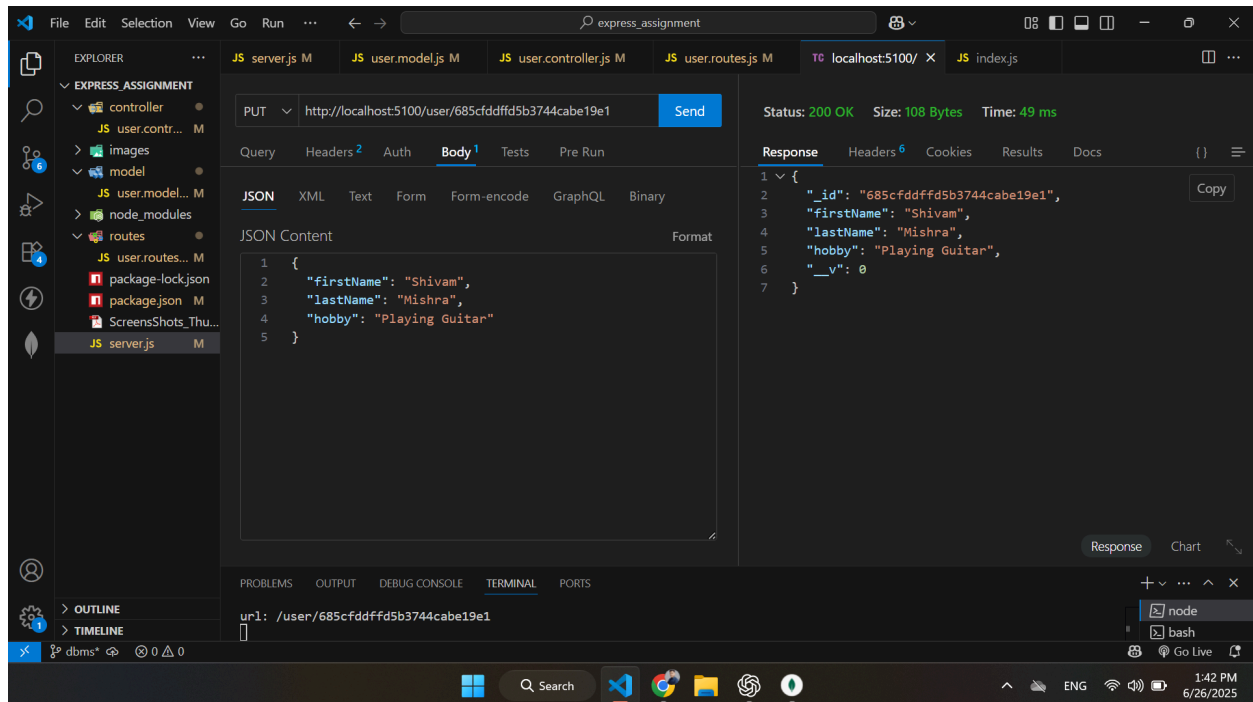 File Edit Selection View Go Run ··· express_assignment
EXPLORER ···
EXPRESS_ASSIGNMENT
controller
JS user.contr... M
images
model
JS user.model... M
node_modules
routes
JS user.routes... M
package-lock.json
package.json M
ScreensShots_Thu...
JS server.js M
OUTLINE
TIMELINE
JS server.js M JS user.model.js M JS user.controller.js M JS user.routes.js M TC localhost:5100/ JS index.js
PUT http://localhost:5100/user/685cfddffd5b3744cabe19e1 Send
Query Headers 2 Auth Body 1 Tests Pre Run
JSON XML Text Form Form-encode GraphQL Binary
JSON Content Format
1 {
2 "firstName": "Shivam",
3 "lastName": "Mishra",
4 "hobby": "Playing Guitar"
5 }
Status: 200 OK Size: 108 Bytes Time: 49 ms
Response Headers 6 Cookies Results Docs { }
Copy
1 {
2 "_id": "685cfddffd5b3744cabe19e1",
3 "firstName": "Shivam",
4 "lastName": "Mishra",
5 "hobby": "Playing Guitar",
6 "__v": 0
7 }
Response Chart
PROBLEMS OUTPUT DEBUG CONSOLE TERMINAL PORTS
url: /user/685cfddffd5b3744cabe19e1
node
bash
6
4
1
dbms* 0 0 Go Live
Search ENG 1:42 PM
6/26/2025